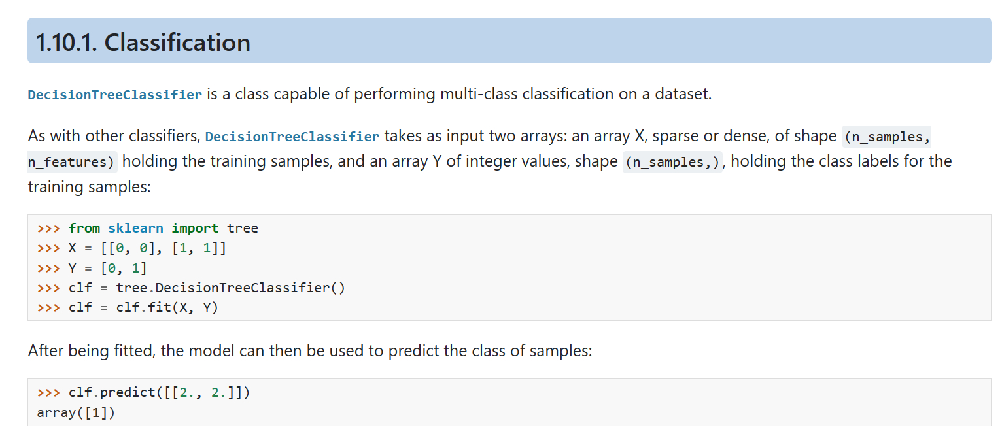 1.10.1. Classification
DecisionTreeClassifier is a class capable of performing multi-class classification on a dataset.
As with other classifiers, DecisionTreeClassifier takes as input two arrays: an array X, sparse or dense, of shape (n_samples,
n_features) holding the training samples, and an array Y of integer values, shape (n_samples,), holding the class labels for the
training samples:
>>> from sklearn import tree
>>> X = [[0, 0], [1, 1]]
>>> Y = [0, 1]
>>> clf = tree.DecisionTreeClassifier()
>>> clf = clf.fit(X, Y)
After being fitted, the model can then be used to predict the class of samples:
>>> clf.predict([[2., 2.]])
array([1])